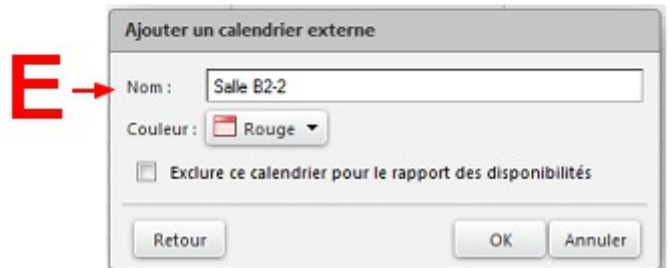 Ajouter un calendrier externe
E
Nom : Salle B2-2
Couleur : Rouge
Exclure ce calendrier pour le rapport des disponibilités
Retour OK Annuler